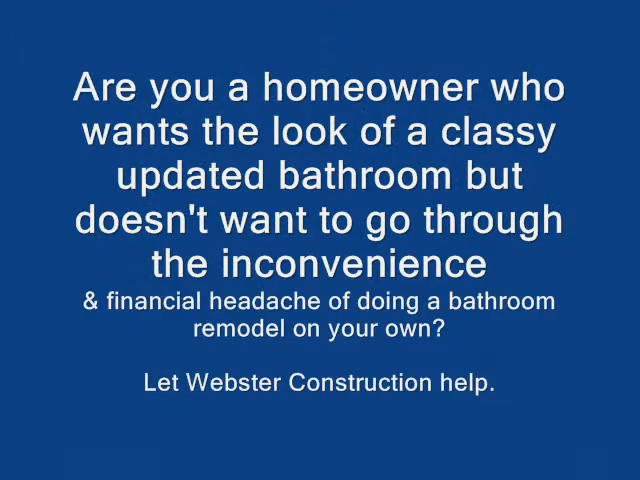 Are you a homeowner who
wants the look of a classy
updated bathroom but
doesn't want to go through
the inconvenience
& financial headache of doing a bathroom
remodel on your own?
Let Webster Construction help.